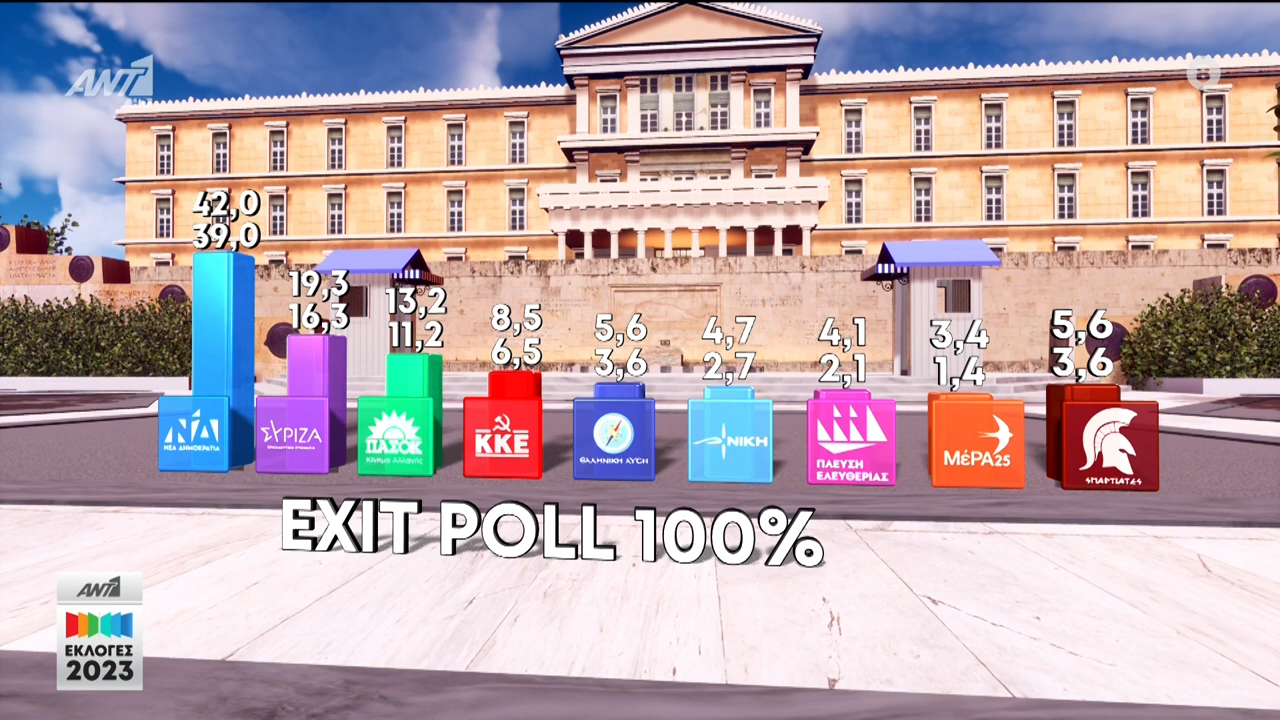 ANT1
42,0
39,0
19,3
16,3
13,2
11,2
8,5
6,5
5,6
3,6
4,7
2,7
4,1
2,1
3,4
1,4
5,6
3,6
ΝΔ
ΝΕΑ ΔΗΜΟΚΡΑΤΙΑ
ΣΥΡΙΖΑ
ΠΑΣΟΚ
Κίνημα Αλλαγής
ΚΚΕ
ΕΛΛΗΝΙΚΗ ΛΥΣΗ
ΝΙΚΗ
ΠΛΕΥΣΗ
ΕΛΕΥΘΕΡΙΑΣ
ΜέΡΑ25
ΣΠΑΡΤΙΑΤΕΣ
EXIT POLL 100%
ANT1
ΕΚΛΟΓΕΣ
2023